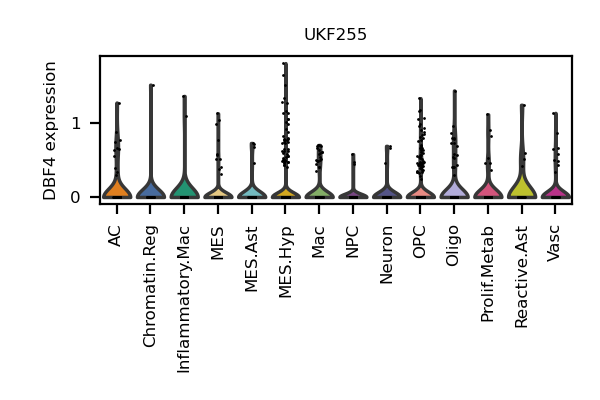 UKF255
DBF4 expression
1
0
AC
Chromatin.Reg
Inflammatory.Mac
MES
MES.Ast
MES.Hyp
Mac
NPC
Neuron
OPC
Oligo
Prolif.Metab
Reactive.Ast
Vasc